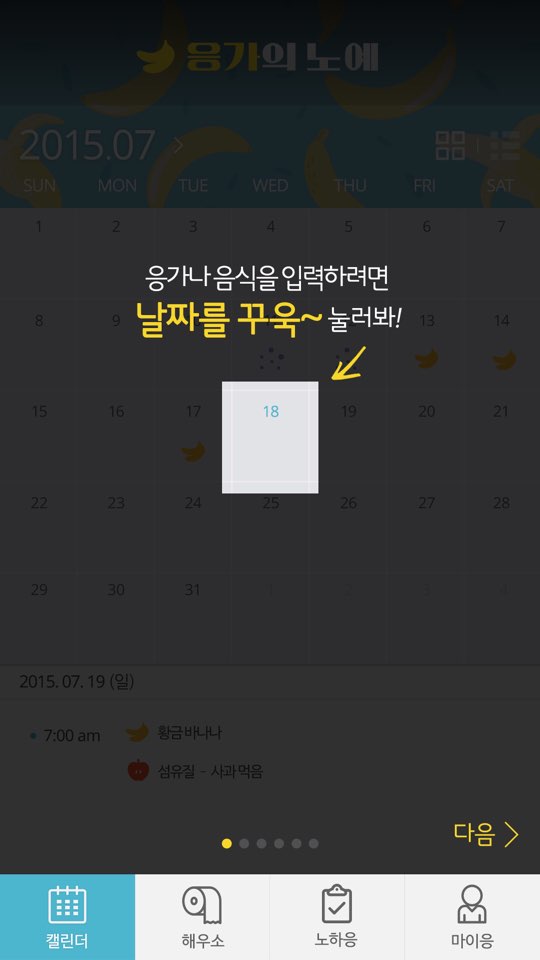 응가의 노예
2015.07 >
SUN MON TUE WED THU FRI SAT
1 2 3 4 5 6 7
응가나 음식을 입력하려면
날짜를 꾸욱~ 눌러봐!
8 9 13 14
15 16 17 18 19 20 21
22 23 24 25 26 27 28
29 30 31 1 2 3 4
2015. 07. 19 (일)
7:00 am 황금 바나나
섬유질 - 사과 먹음
다음 >
캘린더 해우소 노하응 마이응